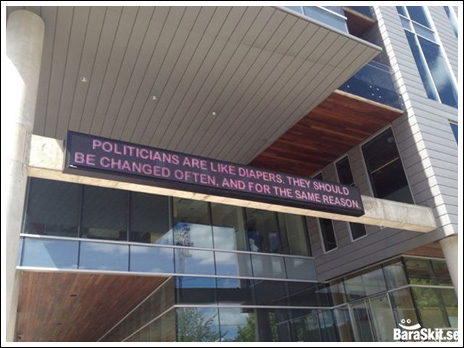 POLITICIANS ARE LIKE DIAPERS. THEY SHOULD
BE CHANGED OFTEN, AND FOR THE SAME REASON.
BaraSkit.se